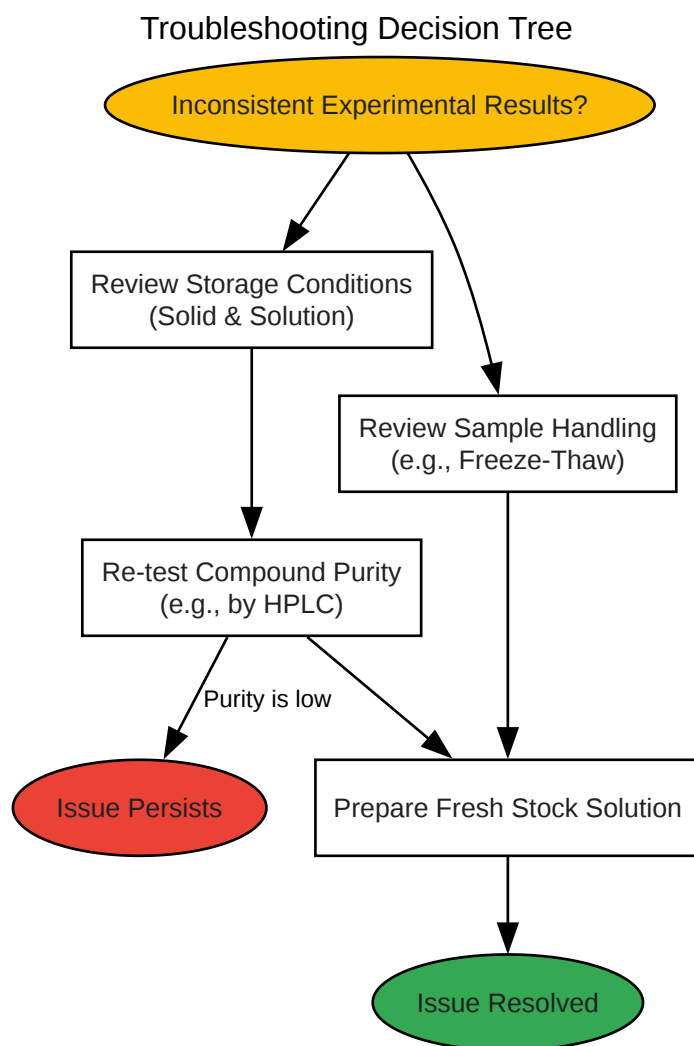 Troubleshooting Decision Tree
Inconsistent Experimental Results?
Review Storage Conditions
(Solid & Solution)
Review Sample Handling
(e.g., Freeze-Thaw)
Re-test Compound Purity
(e.g., by HPLC)
Purity is low
Issue Persists
Prepare Fresh Stock Solution
Issue Resolved